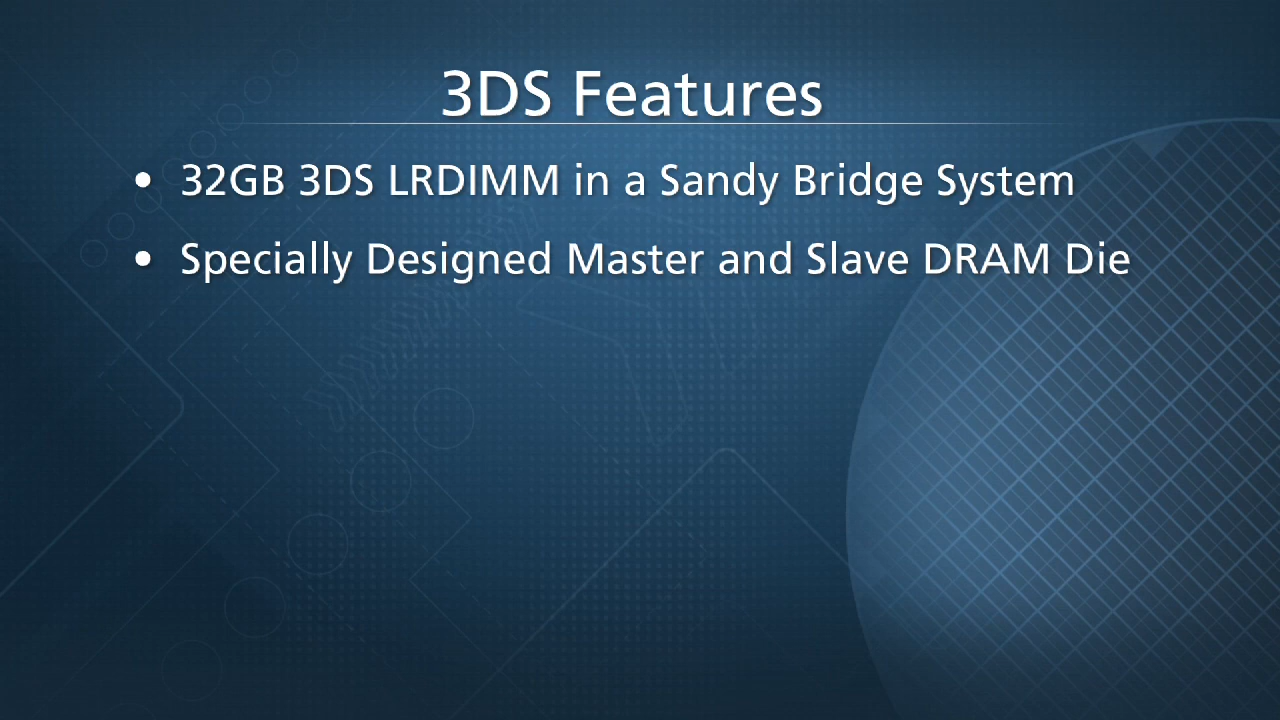 3DS Features
• 32GB 3DS LRDIMM in a Sandy Bridge System
• Specially Designed Master and Slave DRAM Die